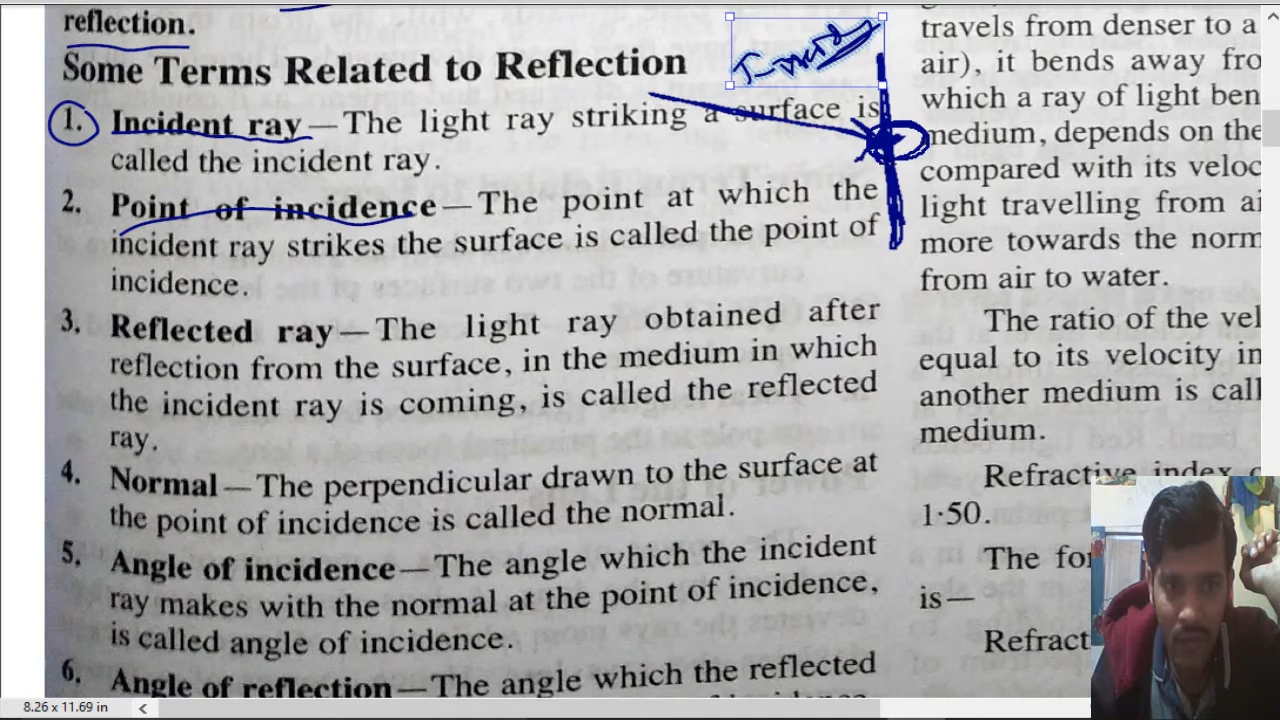 reflection.
Some Terms Related to Reflection
1. Incident ray—The light ray striking a surface is
called the incident ray.
2. Point of incidence—The point at which the
incident ray strikes the surface is called the point of
incidence.
3. Reflected ray—The light ray obtained after
reflection from the surface, in the medium in which
the incident ray is coming, is called the reflected
ray.
4. Normal—The perpendicular drawn to the surface at
the point of incidence is called the normal.
5. Angle of incidence—The angle which the incident
ray makes with the normal at the point of incidence,
is called angle of incidence.
6. Angle of reflection—The angle which the reflected
travels from denser to a
air), it bends away fro
which a ray of light ben
medium, depends on the
compared with its veloc
light travelling from ai
more towards the norm
from air to water.
The ratio of the vel
equal to its velocity in
another medium is call
medium.
Refractive index
1·50.
The for
is—
Refract
8.26 x 11.69 in